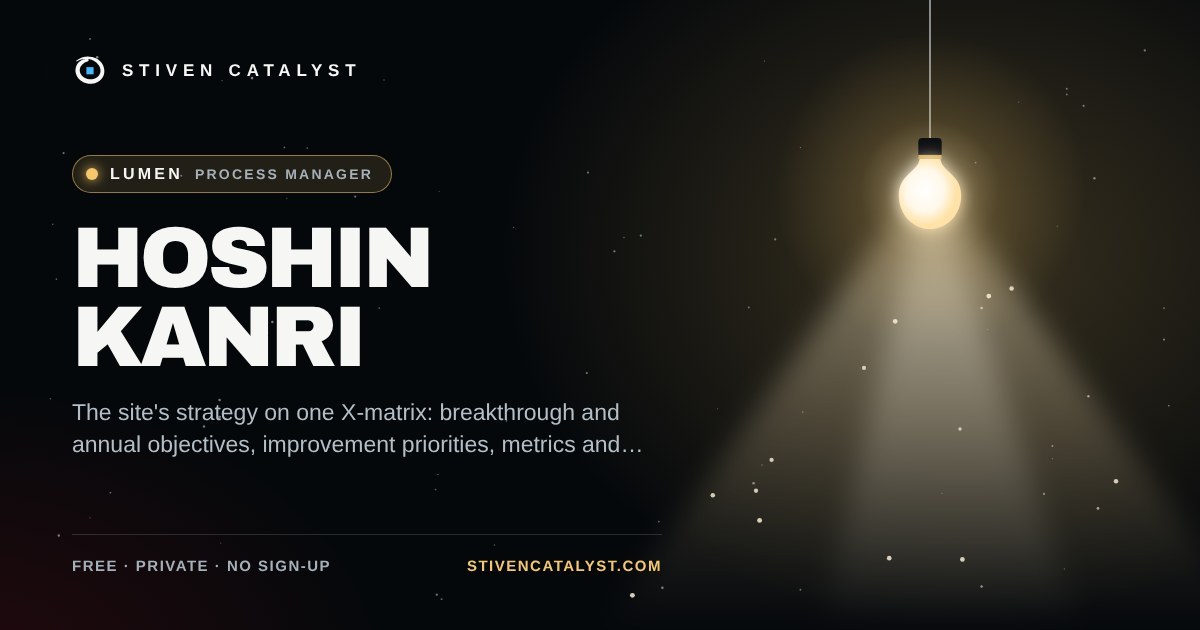 STIVEN CATALYST
LUMEN PROCESS MANAGER
HOSHIN
KANRI
The site's strategy on one X-matrix: breakthrough and
annual objectives, improvement priorities, metrics and…
FREE · PRIVATE · NO SIGN-UP
STIVENCATALYST.COM